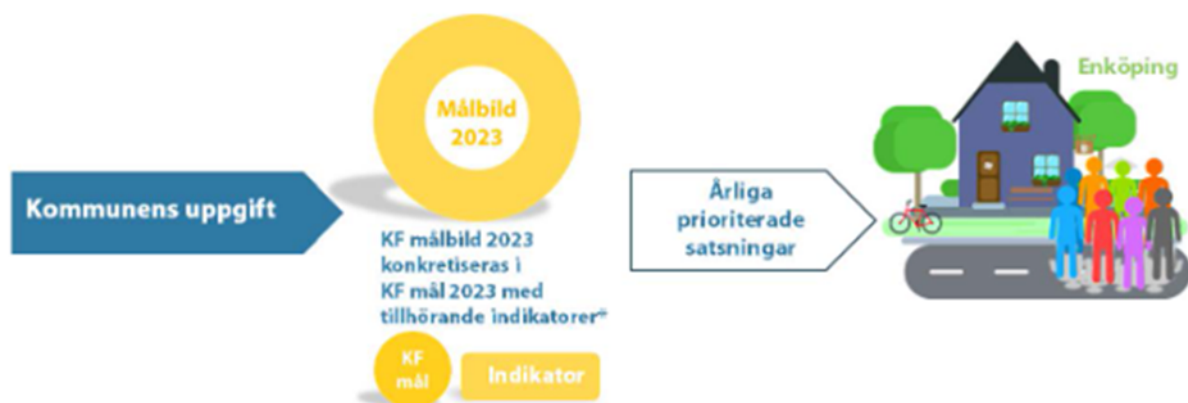 Kommunens uppgift
Målbild
2023
KF målbild 2023
konkretiseras i
KF mål 2023 med
tillhörande indikatorer*
KF
mål
Indikator
Årliga
prioriterade
satsningar
Enköping